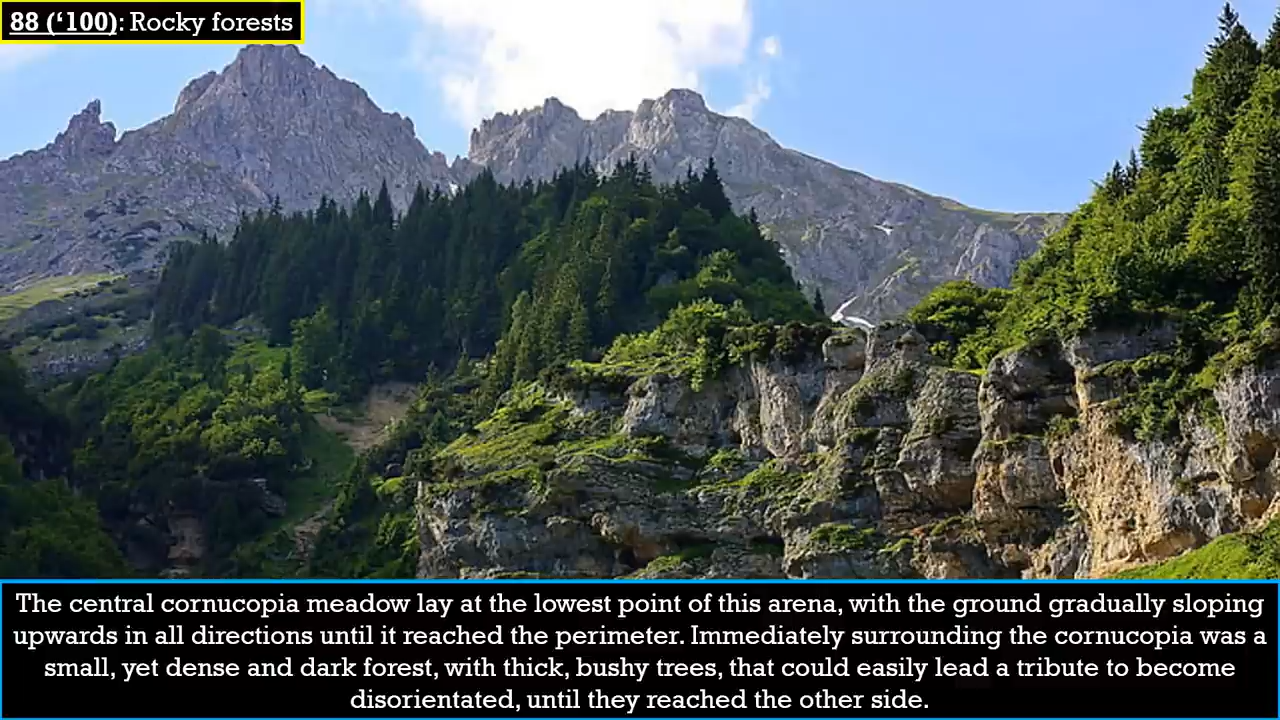 88 (‘100): Rocky forests
The central cornucopia meadow lay at the lowest point of this arena, with the ground gradually sloping
upwards in all directions until it reached the perimeter. Immediately surrounding the cornucopia was a
small, yet dense and dark forest, with thick, bushy trees, that could easily lead a tribute to become
disorientated, until they reached the other side.